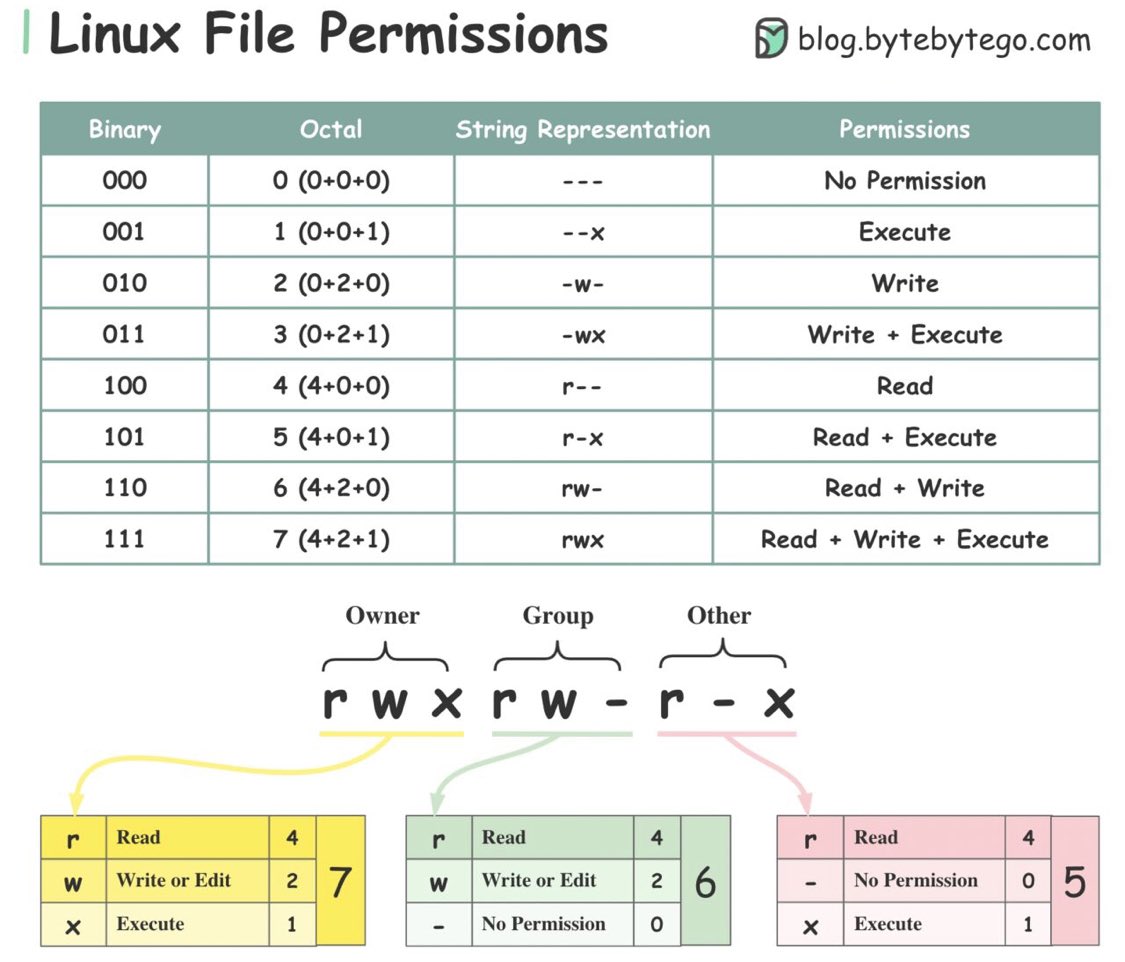 Linux File Permissions
blog.bytebytego.com
Binary Octal String Representation Permissions
000 0 (0+0+0) --- No Permission
001 1 (0+0+1) --x Execute
010 2 (0+2+0) -w- Write
011 3 (0+2+1) -wx Write + Execute
100 4 (4+0+0) r-- Read
101 5 (4+0+1) r-x Read + Execute
110 6 (4+2+0) rw- Read + Write
111 7 (4+2+1) rwx Read + Write + Execute
Owner Group Other
r w x r w - r - x
r Read 4
w Write or Edit 2 7
x Execute 1
r Read 4
w Write or Edit 2 6
- No Permission 0
r Read 4
- No Permission 0 5
x Execute 1